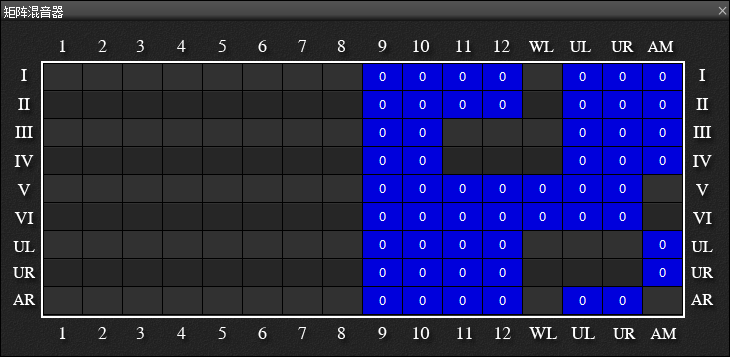 矩阵混音器 ×
1 2 3 4 5 6 7 8 9 10 11 12 WL UL UR AM
I 0 0 0 0 0 0 0 I
II 0 0 0 0 0 0 0 II
III 0 0 0 0 0 III
IV 0 0 0 0 0 IV
V 0 0 0 0 0 0 0 V
VI 0 0 0 0 0 0 0 VI
UL 0 0 0 0 0 UL
UR 0 0 0 0 0 UR
AR 0 0 0 0 0 0 AR
1 2 3 4 5 6 7 8 9 10 11 12 WL UL UR AM